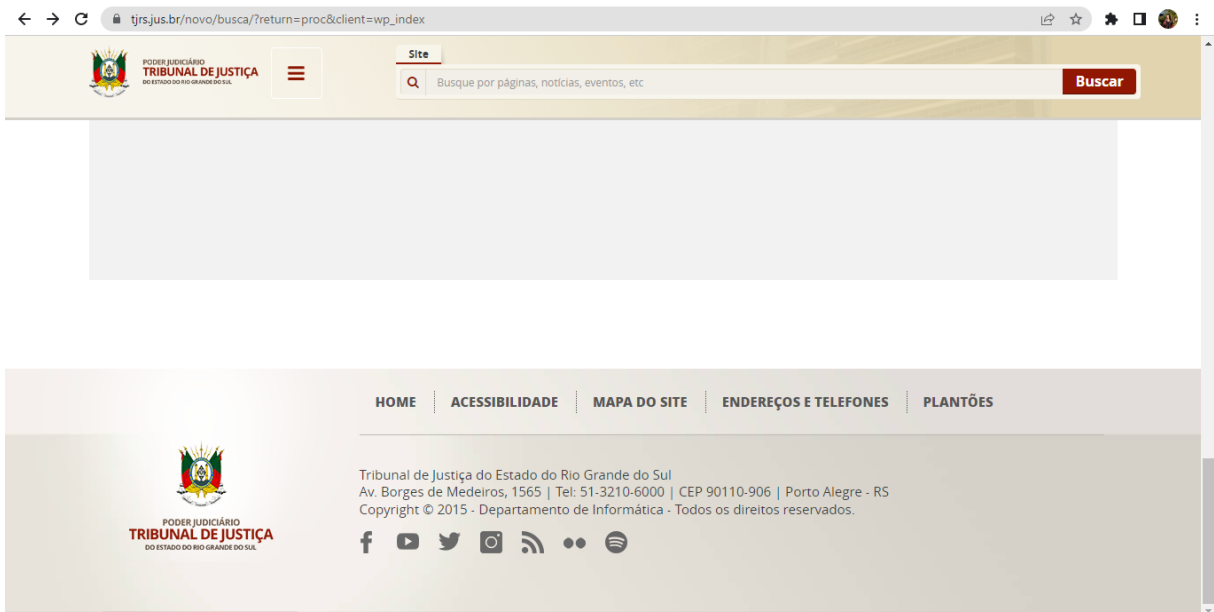 tjrs.jus.br/novo/busca/?return=proc&client=wp_index
Site
PODER JUDICIÁRIO
TRIBUNAL DE JUSTIÇA
DO ESTADO DO RIO GRANDE DO SUL
Busque por páginas, notícias, eventos, etc
Buscar
HOME
ACESSIBILIDADE
MAPA DO SITE
ENDEREÇOS E TELEFONES
PLANTÕES
Tribunal de Justiça do Estado do Rio Grande do Sul
Av. Borges de Medeiros, 1565 | Tel: 51-3210-6000 | CEP 90110-906 | Porto Alegre - RS
Copyright © 2015 - Departamento de Informática - Todos os direitos reservados.
PODER JUDICIÁRIO
TRIBUNAL DE JUSTIÇA
DO ESTADO DO RIO GRANDE DO SUL